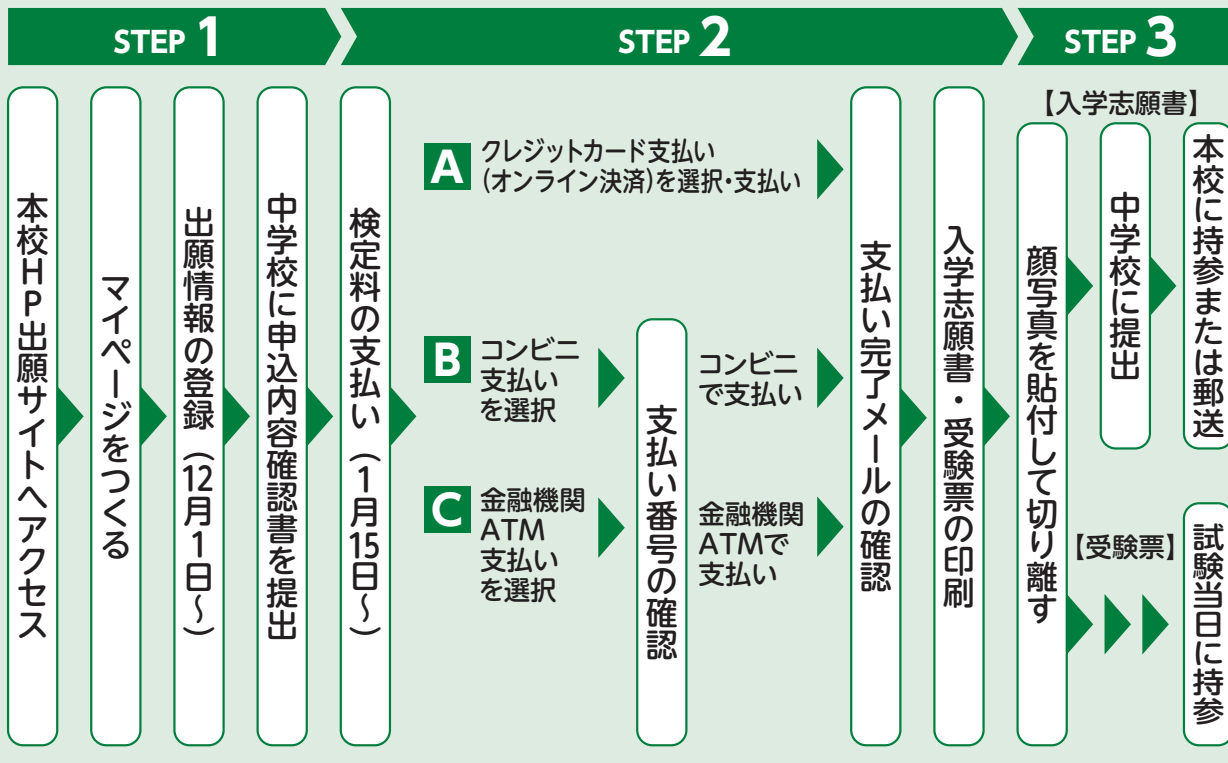 STEP 1
STEP 2
STEP 3
本校HP出願サイトへアクセス
マイページをつくる
出願情報の登録（12月1日～）
中学校に申込内容確認書を提出
検定料の支払い（1月15日～）
A
クレジットカード支払い
(オンライン決済)を選択・支払い
B
コンビニ
支払い
を選択
C
金融機関
ATM
支払い
を選択
支払い番号の確認
コンビニ
で支払い
金融機関
ATMで
支払い
支払い完了メールの確認
入学志願書・受験票の印刷
顔写真を貼付して切り離す
【入学志願書】
中学校に提出
本校に持参または郵送
【受験票】
試験当日に持参